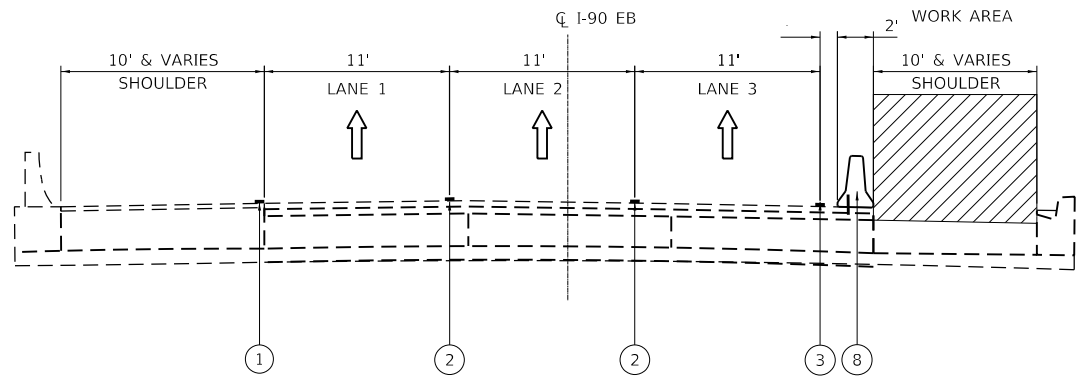 ℄ I-90 EB
WORK AREA
2'
10' & VARIES
SHOULDER
11'
LANE 1
11'
LANE 2
11'
LANE 3
10' & VARIES
SHOULDER
1
2
2
3
8